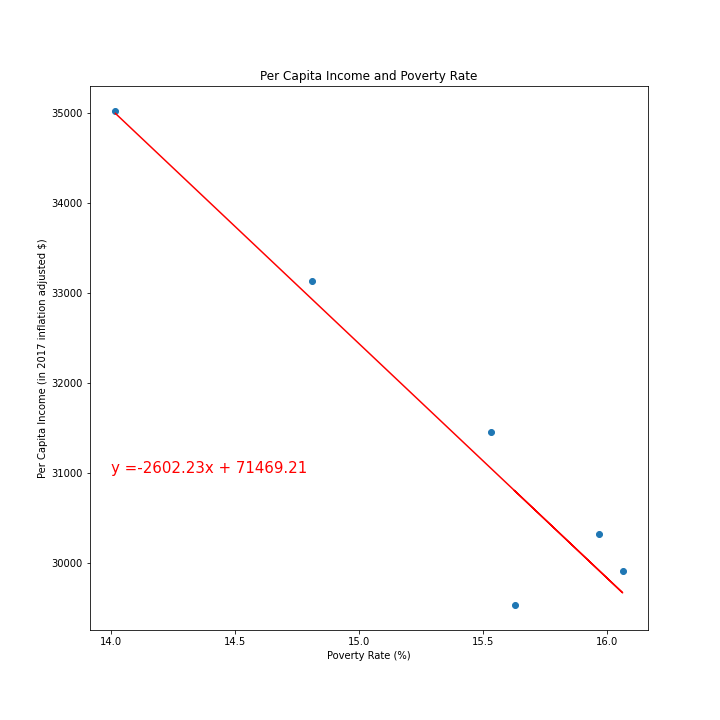 Per Capita Income and Poverty Rate
35000
34000
33000
32000
31000
30000
Per Capita Income (in 2017 inflation adjusted $)
y =-2602.23x + 71469.21
14.0 14.5 15.0 15.5 16.0
Poverty Rate (%)